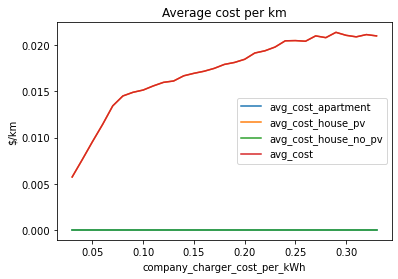 Average cost per km
0.020
0.015
0.010
0.005
0.000
$/km
avg_cost_apartment
avg_cost_house_pv
avg_cost_house_no_pv
avg_cost
0.05 0.10 0.15 0.20 0.25 0.30
company_charger_cost_per_kWh